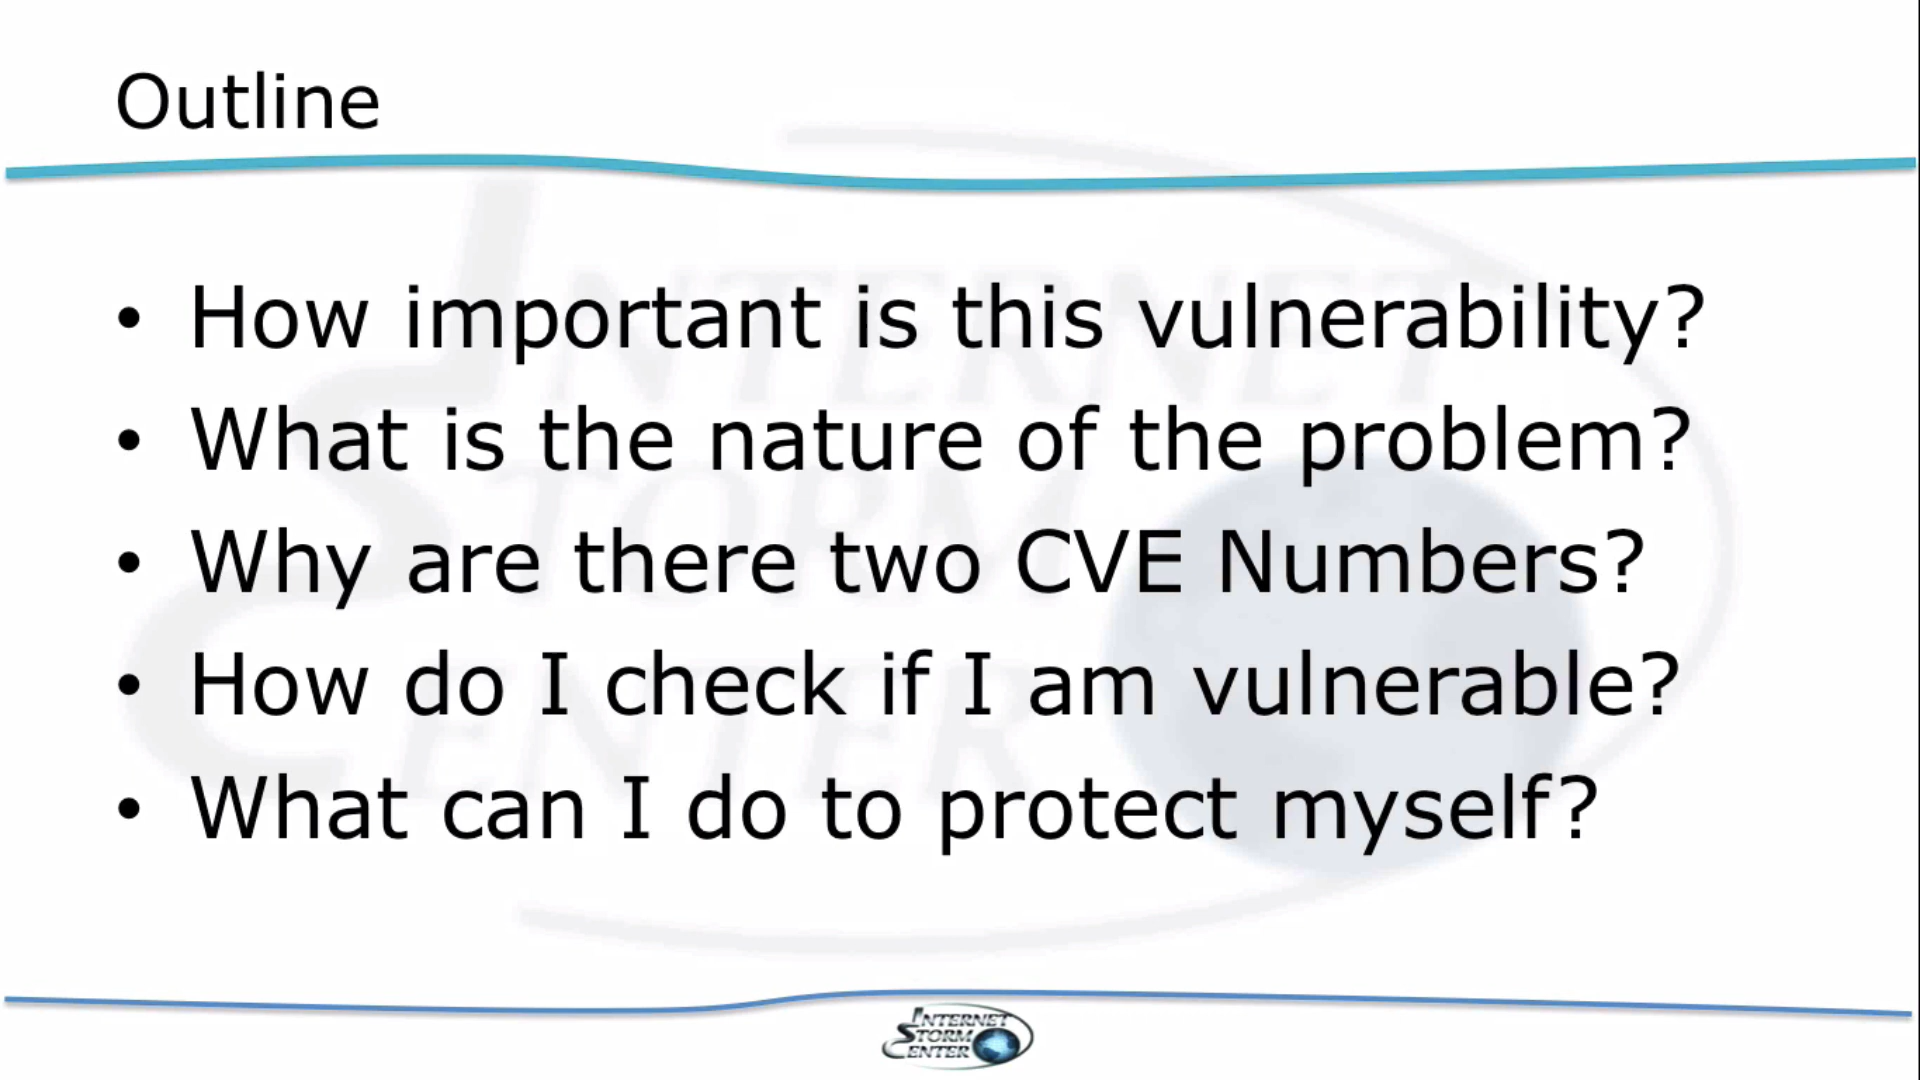 Outline
• How important is this vulnerability?
• What is the nature of the problem?
• Why are there two CVE Numbers?
• How do I check if I am vulnerable?
• What can I do to protect myself?
INTERNET
STORM
CENTER